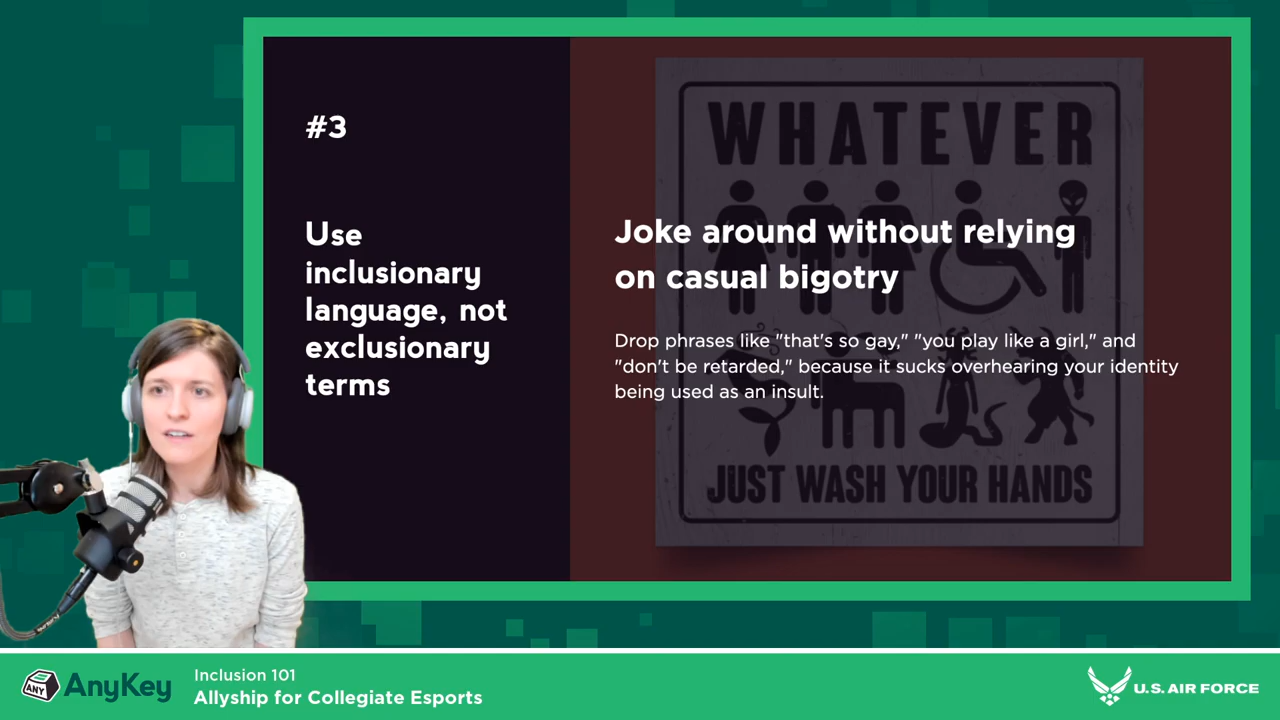 #3
Use
inclusionary
language, not
exclusionary
terms
WHATEVER
Joke around without relying
on casual bigotry
Drop phrases like "that's so gay," "you play like a girl," and
"don't be retarded," because it sucks overhearing your identity
being used as an insult.
JUST WASH YOUR HANDS
ANY
AnyKey
Inclusion 101
Allyship for Collegiate Esports
U.S. AIR FORCE